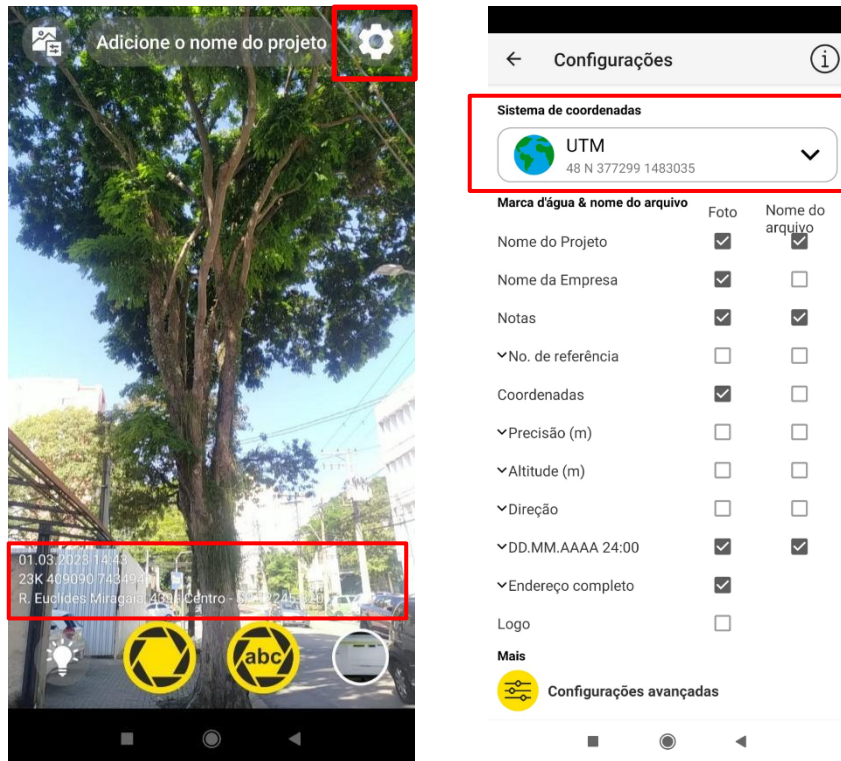 Adicione o nome do projeto
01.03.2023 14:43
23K 409090 743494
R. Euclides Miragaia, Centro -
abc
Configurações
Sistema de coordenadas
UTM
48 N 377299 1483035
Marca d'água & nome do arquivo
Foto
Nome do arquivo
Nome do Projeto
Nome da Empresa
Notas
No. de referência
Coordenadas
Precisão (m)
Altitude (m)
Direção
DD.MM.AAAA 24:00
Endereço completo
Logo
Mais
Configurações avançadas